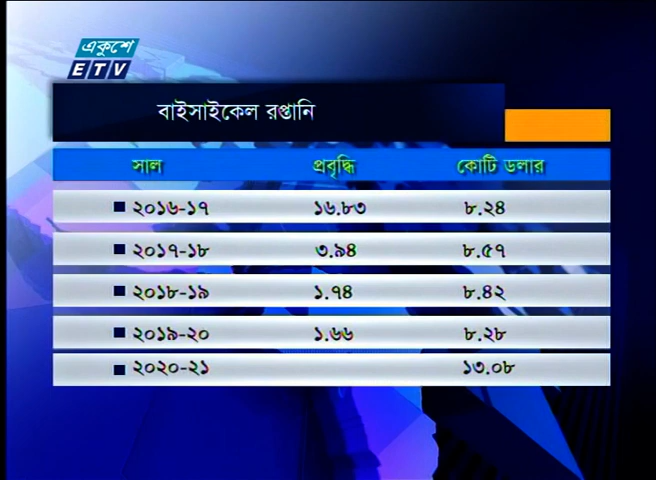 একুশে
ETV
বাইসাইকেল রপ্তানি
সাল প্রবৃদ্ধি কোটি ডলার
২০১৬-১৭ ১৬.৮৩ ৮.২৪
২০১৭-১৮ ৩.৯৪ ৮.৫৭
২০১৮-১৯ ১.৭৪ ৮.৪২
২০১৯-২০ ১.৬৬ ৮.২৮
২০২০-২১ ১৩.০৮